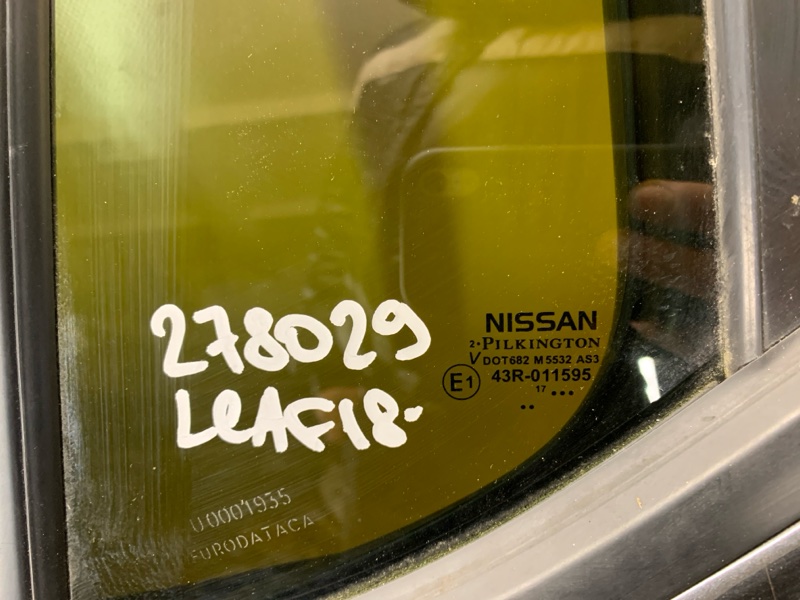 278029
LEAF18-
NISSAN
2• PILKINGTON
V DOT682 M5532 AS3
E1 43R-011595
17 •••
••
U0001935
EURODATACA